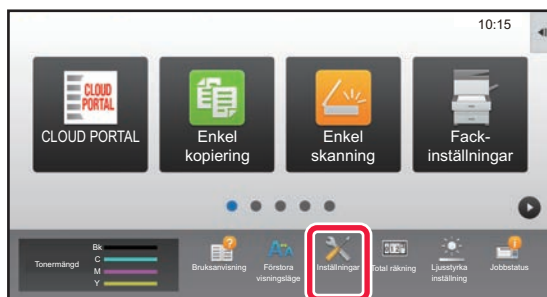 10:15
CLOUD
PORTAL
CLOUD PORTAL
Enkel
kopiering
Enkel
skanning
Fack-
inställningar
Tonermängd
Bk
C
M
Y
Bruksanvisning
Förstora
visningsläge
Inställningar
Total räkning
Ljusstyrka
inställning
Jobbstatus